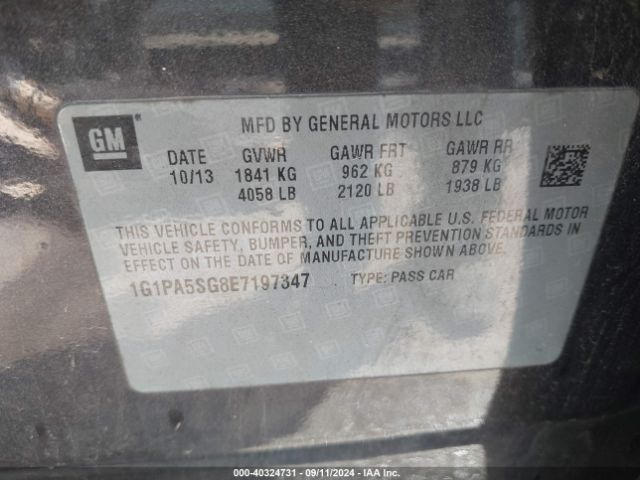 GM
MFD BY GENERAL MOTORS LLC
DATE GVWR GAWR FRT GAWR RR
10/13 1841 KG 962 KG 879 KG
4058 LB 2120 LB 1938 LB
THIS VEHICLE CONFORMS TO ALL APPLICABLE U.S. FEDERAL MOTOR
VEHICLE SAFETY, BUMPER, AND THEFT PREVENTION STANDARDS IN
EFFECT ON THE DATE OF MANUFACTURE SHOWN ABOVE.
1G1PA5SG8E7197347 TYPE: PASS CAR
000-40324731 - 09/11/2024 - IAA Inc.